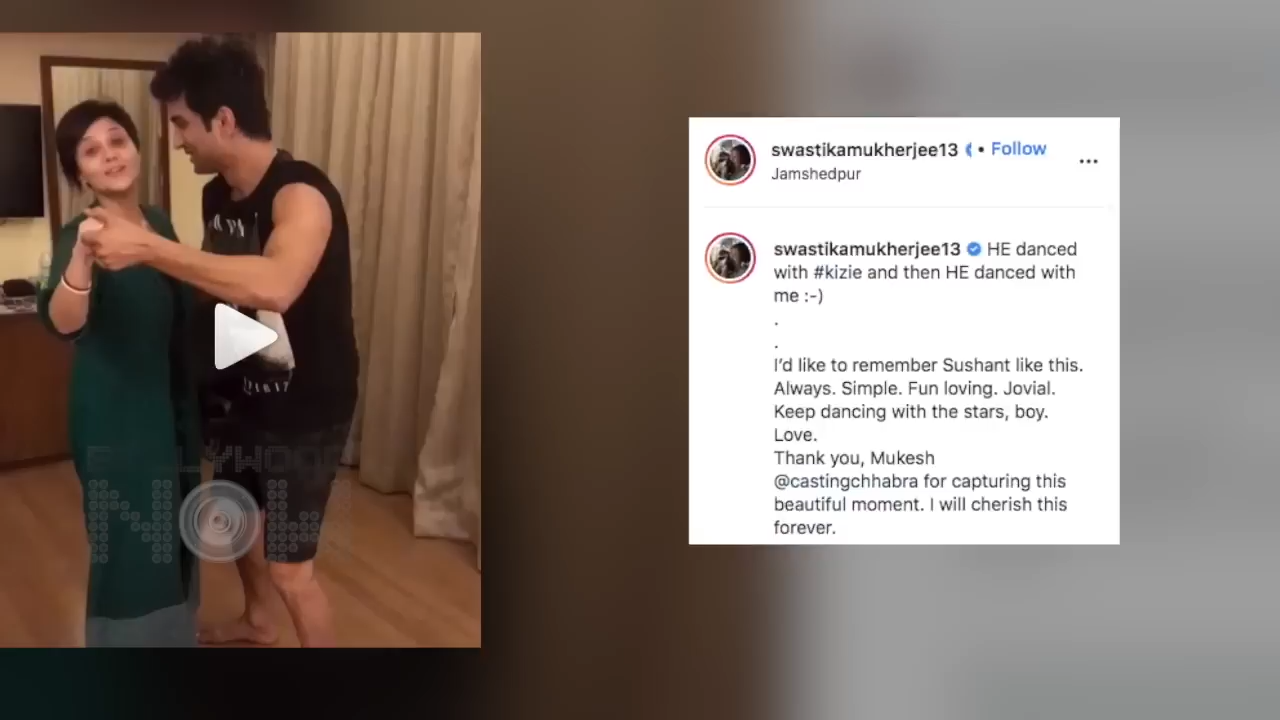 swastikamukherjee13 • Follow
Jamshedpur
swastikamukherjee13 HE danced
with #kizie and then HE danced with
me :-)
.
.
I'd like to remember Sushant like this.
Always. Simple. Fun loving. Jovial.
Keep dancing with the stars, boy.
Love.
Thank you, Mukesh
@castingchhabra for capturing this
beautiful moment. I will cherish this
forever.
NOW